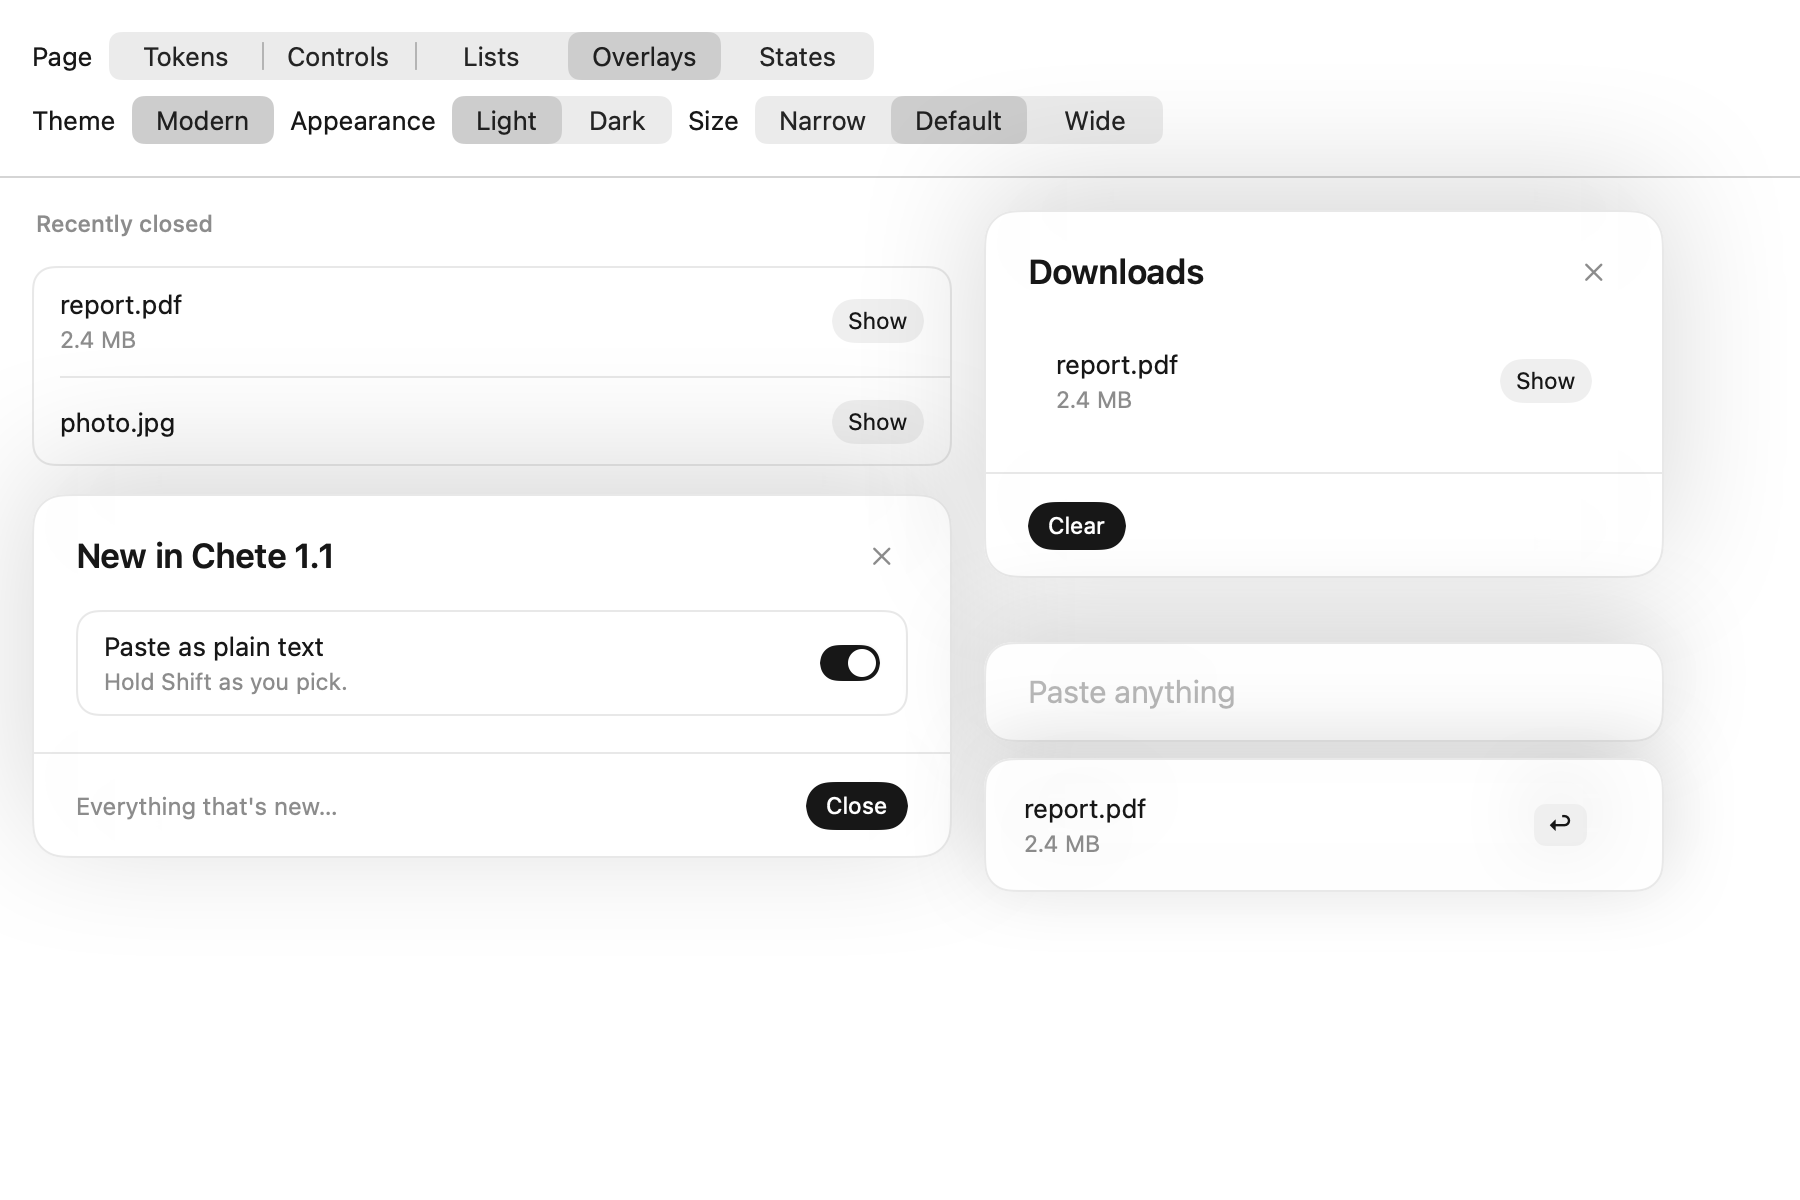 Page Tokens Controls Lists Overlays States
Theme Modern Appearance Light Dark Size Narrow Default Wide
Recently closed
report.pdf
2.4 MB
Show
photo.jpg
Show
New in Chete 1.1
Paste as plain text
Hold Shift as you pick.
Everything that's new...
Close
Downloads
report.pdf
2.4 MB
Show
Clear
Paste anything
report.pdf
2.4 MB